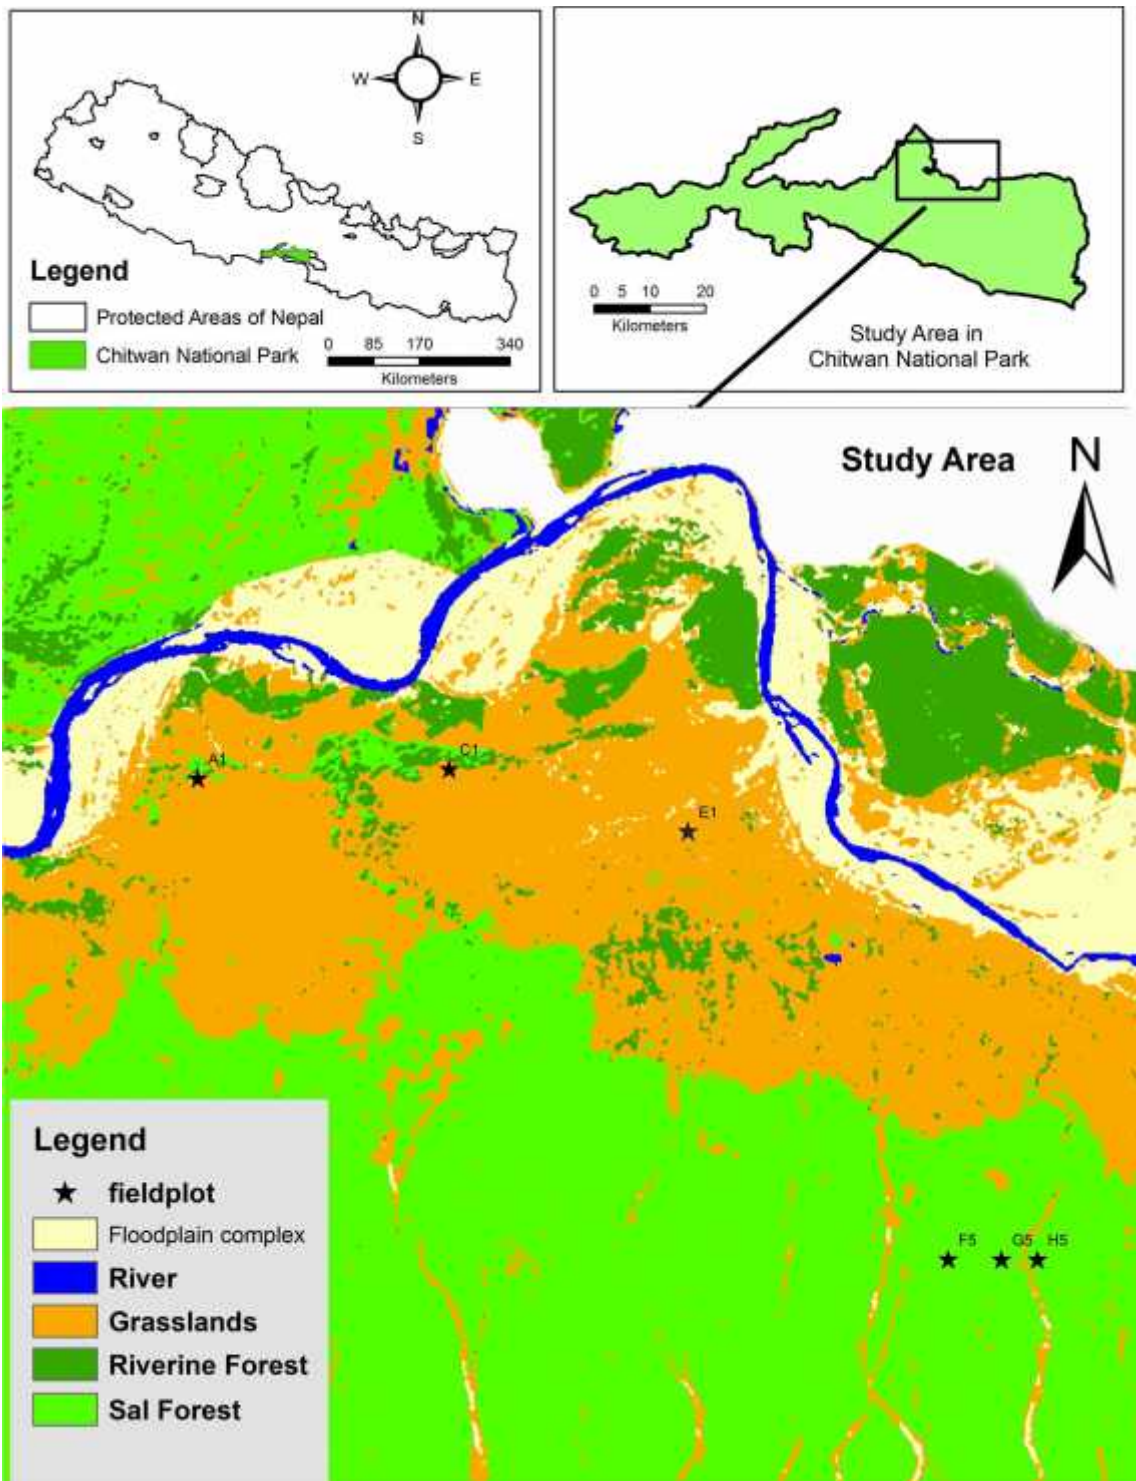 N
W E
S
Legend
Protected Areas of Nepal
Chitwan National Park
0 85 170 340
Kilometers
0 5 10 20
Kilometers
Study Area in
Chitwan National Park
Study Area
N
A1
C1
E1
F5 G5 H5
Legend
fieldplot
Floodplain complex
River
Grasslands
Riverine Forest
Sal Forest